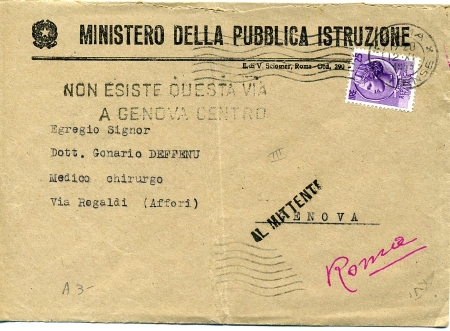 MINISTERO DELLA PUBBLICA ISTRUZIONE
NON ESISTE QUESTA VIA
A GENOVA CENTRO
Egregio Signor
Dott. Gonario DEFFENU
Medico chirurgo
Via Regaldi (Affori)
AL MITTENTE
GENOVA
Roma
A 3-